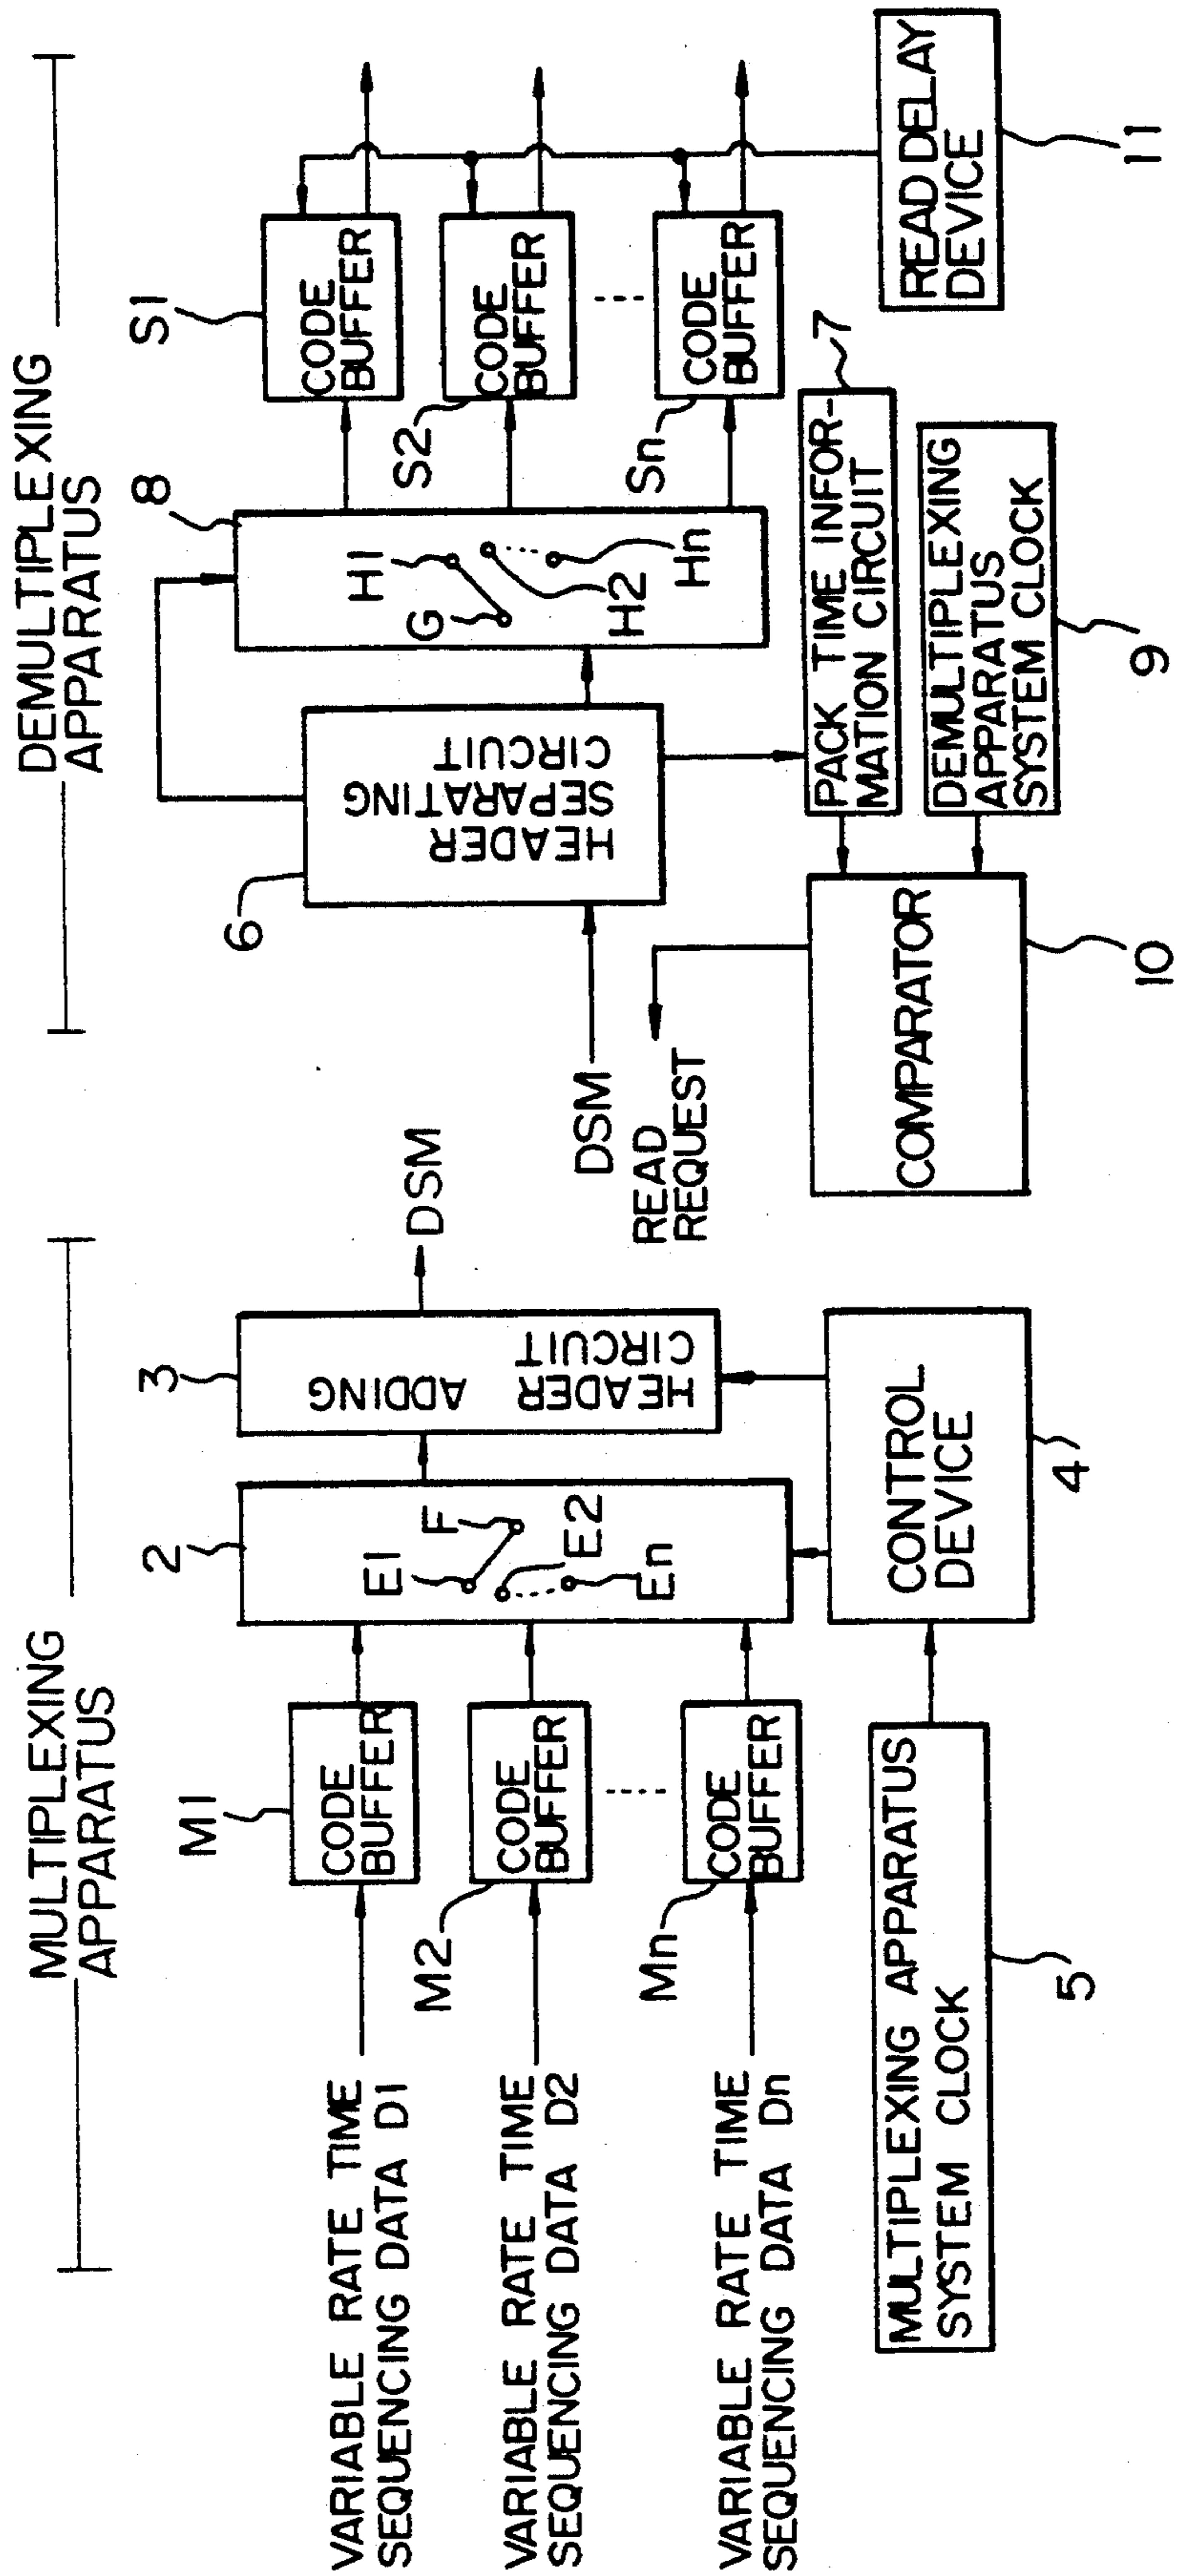 MULTIPLEXING
APPARATUS
VARIABLE RATE TIME
SEQUENCING DATA D1
M1
CODE
BUFFER
VARIABLE RATE TIME
SEQUENCING DATA D2
M2
CODE
BUFFER
VARIABLE RATE TIME
SEQUENCING DATA Dn
Mn
CODE
BUFFER
2
E1
F
E2
En
3
HEADER ADDING
CIRCUIT
DSM
CONTROL
DEVICE
4
MULTIPLEXING APPARATUS
SYSTEM CLOCK
5
DEMULTIPLEXING
APPARATUS
DSM
6
HEADER
SEPARATING
CIRCUIT
8
G
H1
H2
Hn
S1
CODE
BUFFER
S2
CODE
BUFFER
Sn
CODE
BUFFER
READ
REQUEST
PACK TIME INFOR-
MATION CIRCUIT
7
DEMULTIPLEXING
APPARATUS
SYSTEM CLOCK
9
COMPARATOR
10
READ DELAY
DEVICE
11